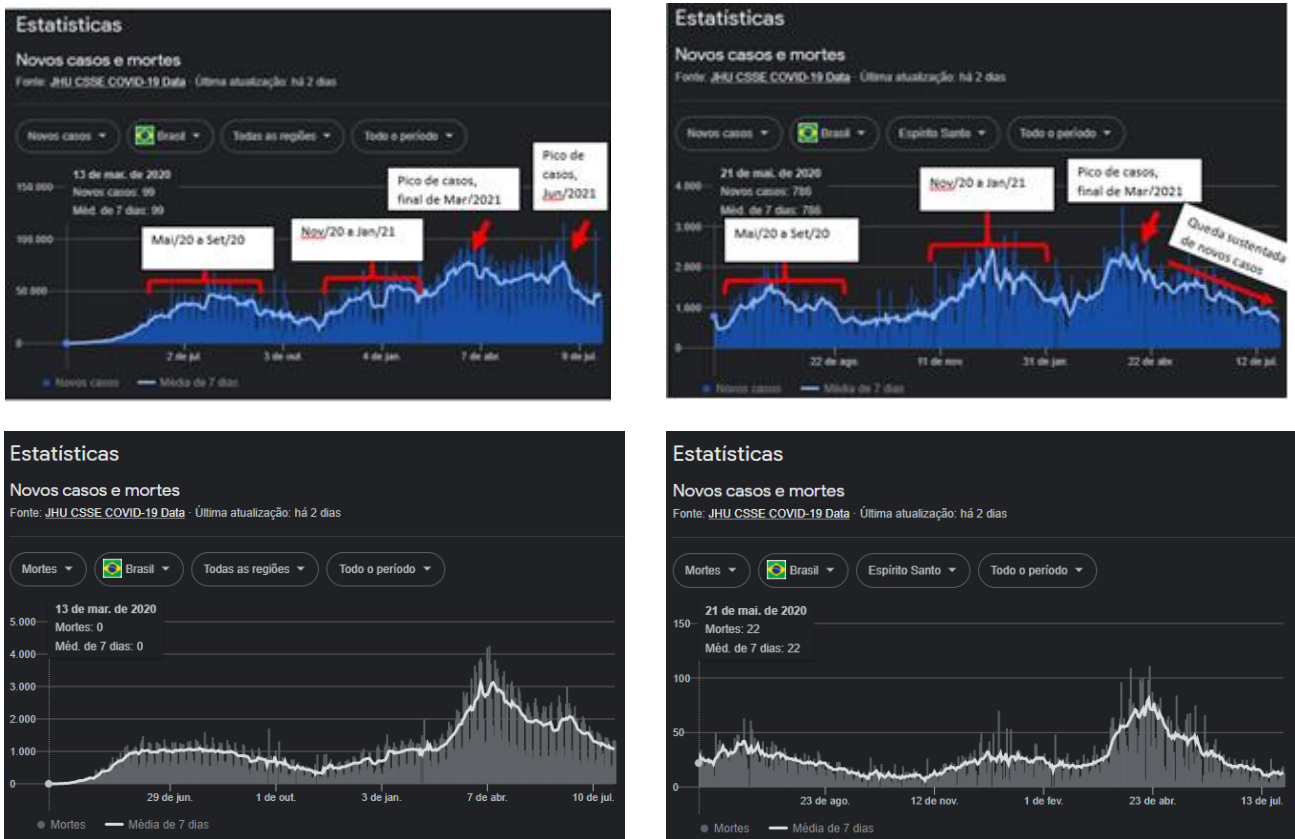 Estatísticas
Novos casos e mortes
Fonte: JHU CSSE COVID-19 Data · Última atualização: há 2 dias
Novos casos
Brasil
Todas as regiões
Todo o período
13 de mar. de 2020
Novos casos: 99
Méd. de 7 dias: 99
150.000
100.000
50.000
0
Mai/20 a Set/20
Nov/20 a Jan/21
Pico de casos,
final de Mar/2021
Pico de
casos,
Jun/2021
2 de jul.
3 de out.
4 de jan.
7 de abr.
9 de jul.
Novos casos
Média de 7 dias
Estatísticas
Novos casos e mortes
Fonte: JHU CSSE COVID-19 Data · Última atualização: há 2 dias
Novos casos
Brasil
Espírito Santo
Todo o período
21 de mai. de 2020
Novos casos: 786
Méd. de 7 dias: 786
4.000
3.000
2.000
1.000
0
Mai/20 a Set/20
Nov/20 a Jan/21
Pico de casos,
final de Mar/2021
Queda sustentada
de novos casos
22 de ago.
11 de nov.
31 de jan.
22 de abr.
12 de jul.
Novos casos
Média de 7 dias
Estatísticas
Novos casos e mortes
Fonte: JHU CSSE COVID-19 Data · Última atualização: há 2 dias
Mortes
Brasil
Todas as regiões
Todo o período
13 de mar. de 2020
Mortes: 0
Méd. de 7 dias: 0
5.000
4.000
3.000
2.000
1.000
0
29 de jun.
1 de out.
3 de jan.
7 de abr.
10 de jul.
Mortes
Média de 7 dias
Estatísticas
Novos casos e mortes
Fonte: JHU CSSE COVID-19 Data · Última atualização: há 2 dias
Mortes
Brasil
Espírito Santo
Todo o período
21 de mai. de 2020
Mortes: 22
Méd. de 7 dias: 22
150
100
50
0
23 de ago.
12 de nov.
1 de fev.
23 de abr.
13 de jul.
Mortes
Média de 7 dias